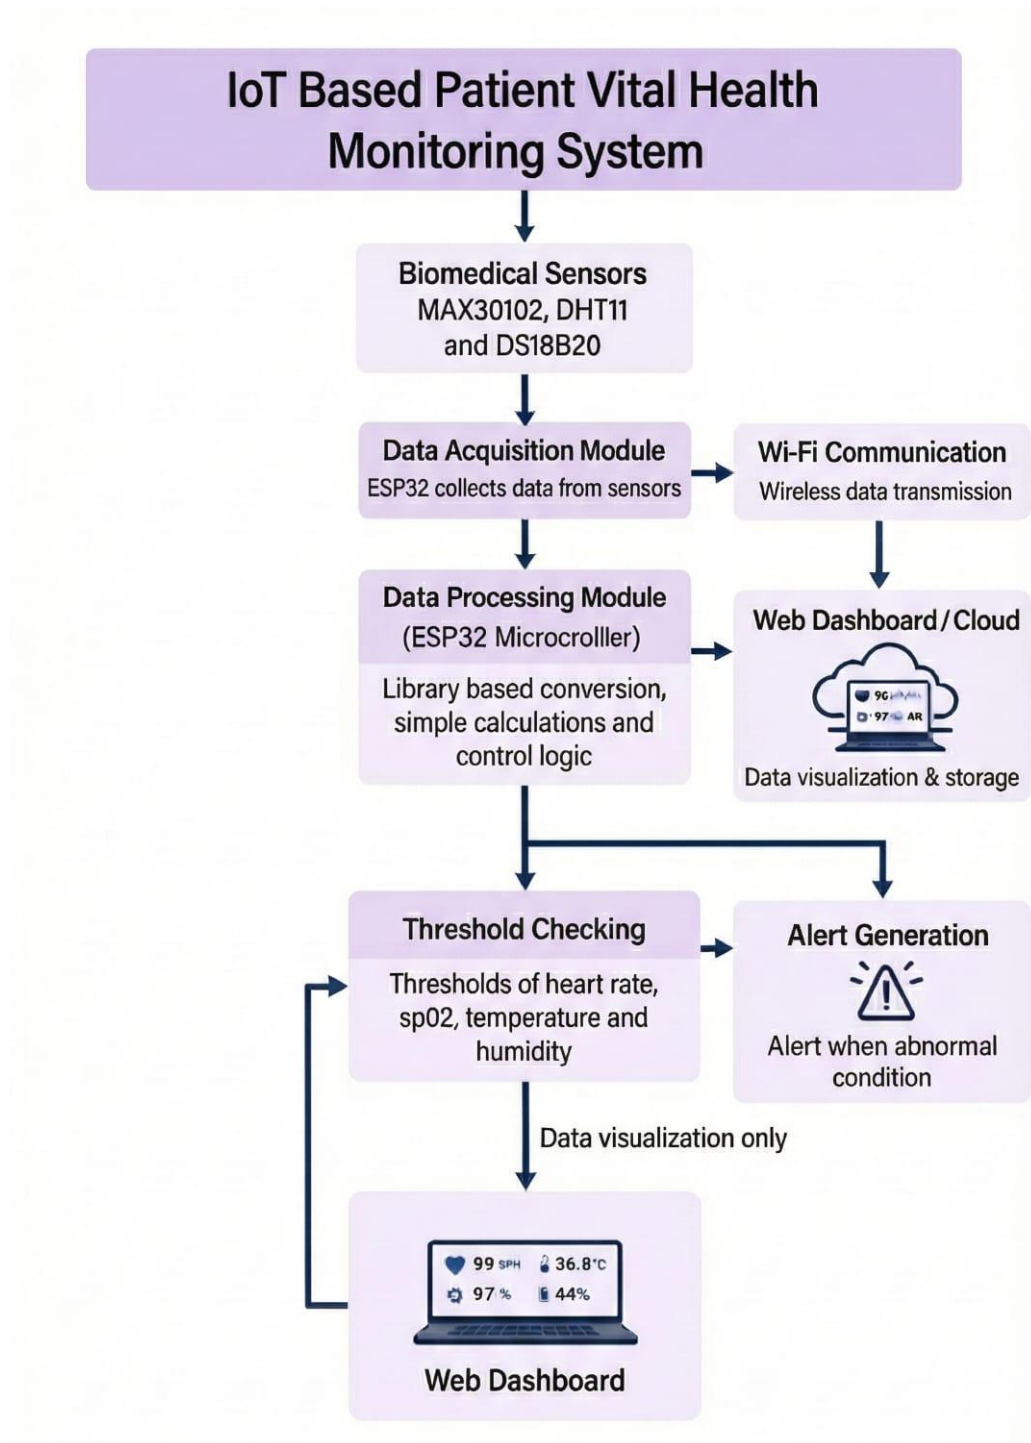 IoT Based Patient Vital Health
Monitoring System
Biomedical Sensors
MAX30102, DHT11
and DS18B20
Data Acquisition Module
ESP32 collects data from sensors
Wi-Fi Communication
Wireless data transmission
Data Processing Module
(ESP32 Microcrolller)
Library based conversion,
simple calculations and
control logic
Web Dashboard / Cloud
96
97 AR
Data visualization & storage
Threshold Checking
Thresholds of heart rate,
sp02, temperature and
humidity
Alert Generation
!
Alert when abnormal
condition
Data visualization only
99 SPH 36.8°C
97 % 44%
Web Dashboard